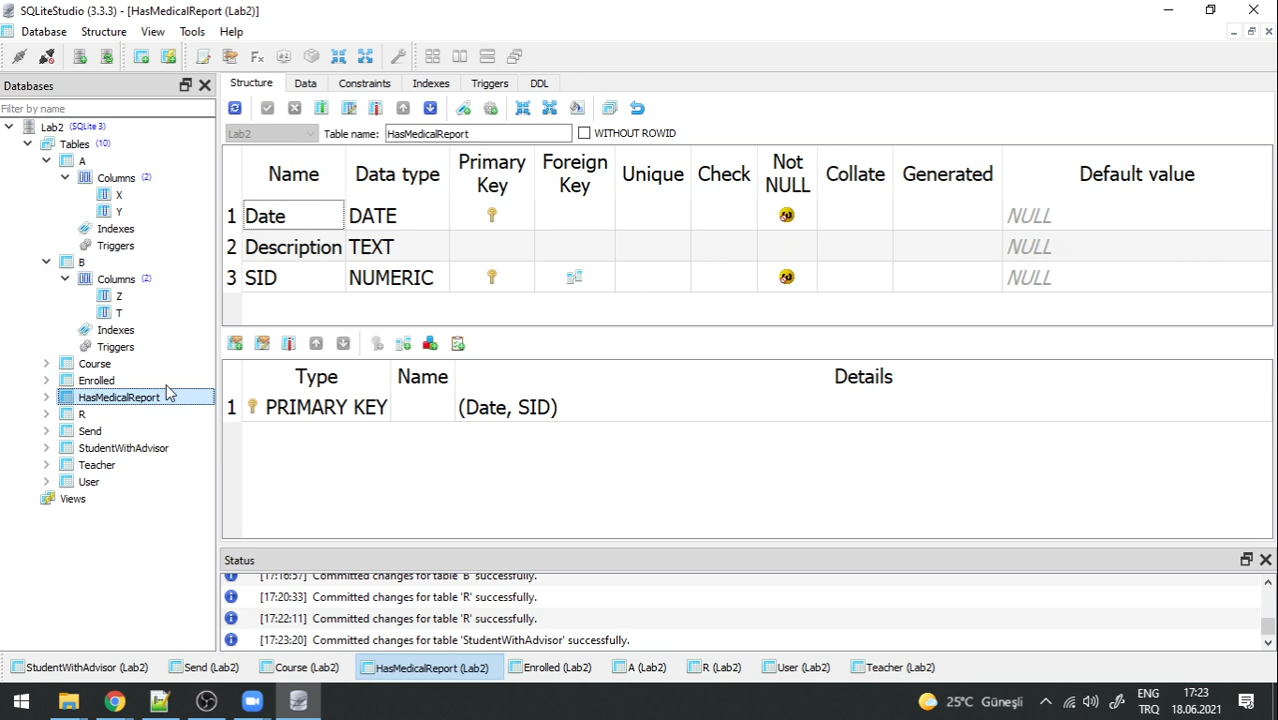 SQLiteStudio (3.3.3) - [HasMedicalReport (Lab2)]
Database Structure View Tools Help
Databases
Filter by name
Lab2 (SQLite 3)
Tables (10)
A
Columns (2)
X
Y
Indexes
Triggers
B
Columns (2)
Z
T
Indexes
Triggers
Course
Enrolled
HasMedicalReport
R
Send
StudentWithAdvisor
Teacher
User
Views
Structure Data Constraints Indexes Triggers DDL
Lab2 Table name: HasMedicalReport WITHOUT ROWID
Name Data type Primary Key Foreign Key Unique Check Not NULL Collate Generated Default value
1 Date DATE NULL
2 Description TEXT NULL
3 SID NUMERIC NULL
Type Name Details
1 PRIMARY KEY (Date, SID)
Status
[17:16:57] Committed changes for table 'B' successfully.
[17:20:33] Committed changes for table 'R' successfully.
[17:22:11] Committed changes for table 'R' successfully.
[17:23:20] Committed changes for table 'StudentWithAdvisor' successfully.
StudentWithAdvisor (Lab2) Send (Lab2) Course (Lab2) HasMedicalReport (Lab2) Enrolled (Lab2) A (Lab2) R (Lab2) User (Lab2) Teacher (Lab2)
25°C Güneşli ENG 17:23
TRQ 18.06.2021